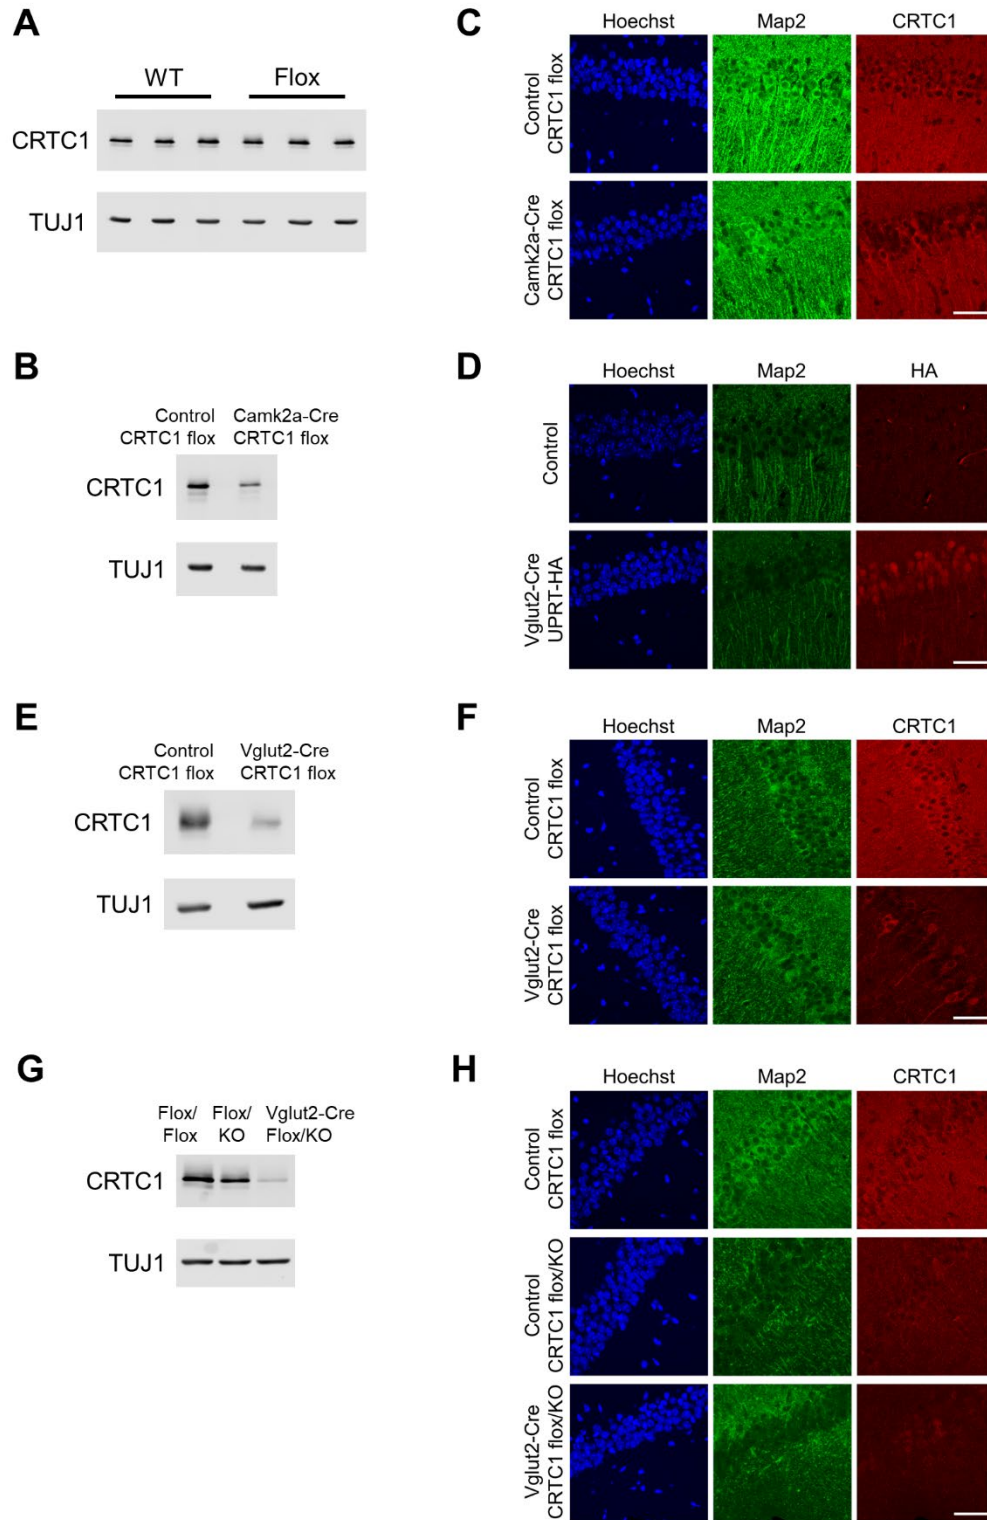 A
WT Flox
CRTC1
TUJ1
B
Control Camk2a-Cre
CRTC1 flox CRTC1 flox
CRTC1
TUJ1
C
Hoechst Map2 CRTC1
Control
CRTC1 flox
Camk2a-Cre
CRTC1 flox
D
Hoechst Map2 HA
Control
Vglut2-Cre
UPRT-HA
E
Control Vglut2-Cre
CRTC1 flox CRTC1 flox
CRTC1
TUJ1
F
Hoechst Map2 CRTC1
Control
CRTC1 flox
Vglut2-Cre
CRTC1 flox
G
Flox/ Flox/ Vglut2-Cre
Flox KO Flox/KO
CRTC1
TUJ1
H
Hoechst Map2 CRTC1
Control
CRTC1 flox
Control
CRTC1 flox/KO
Vglut2-Cre
CRTC1 flox/KO